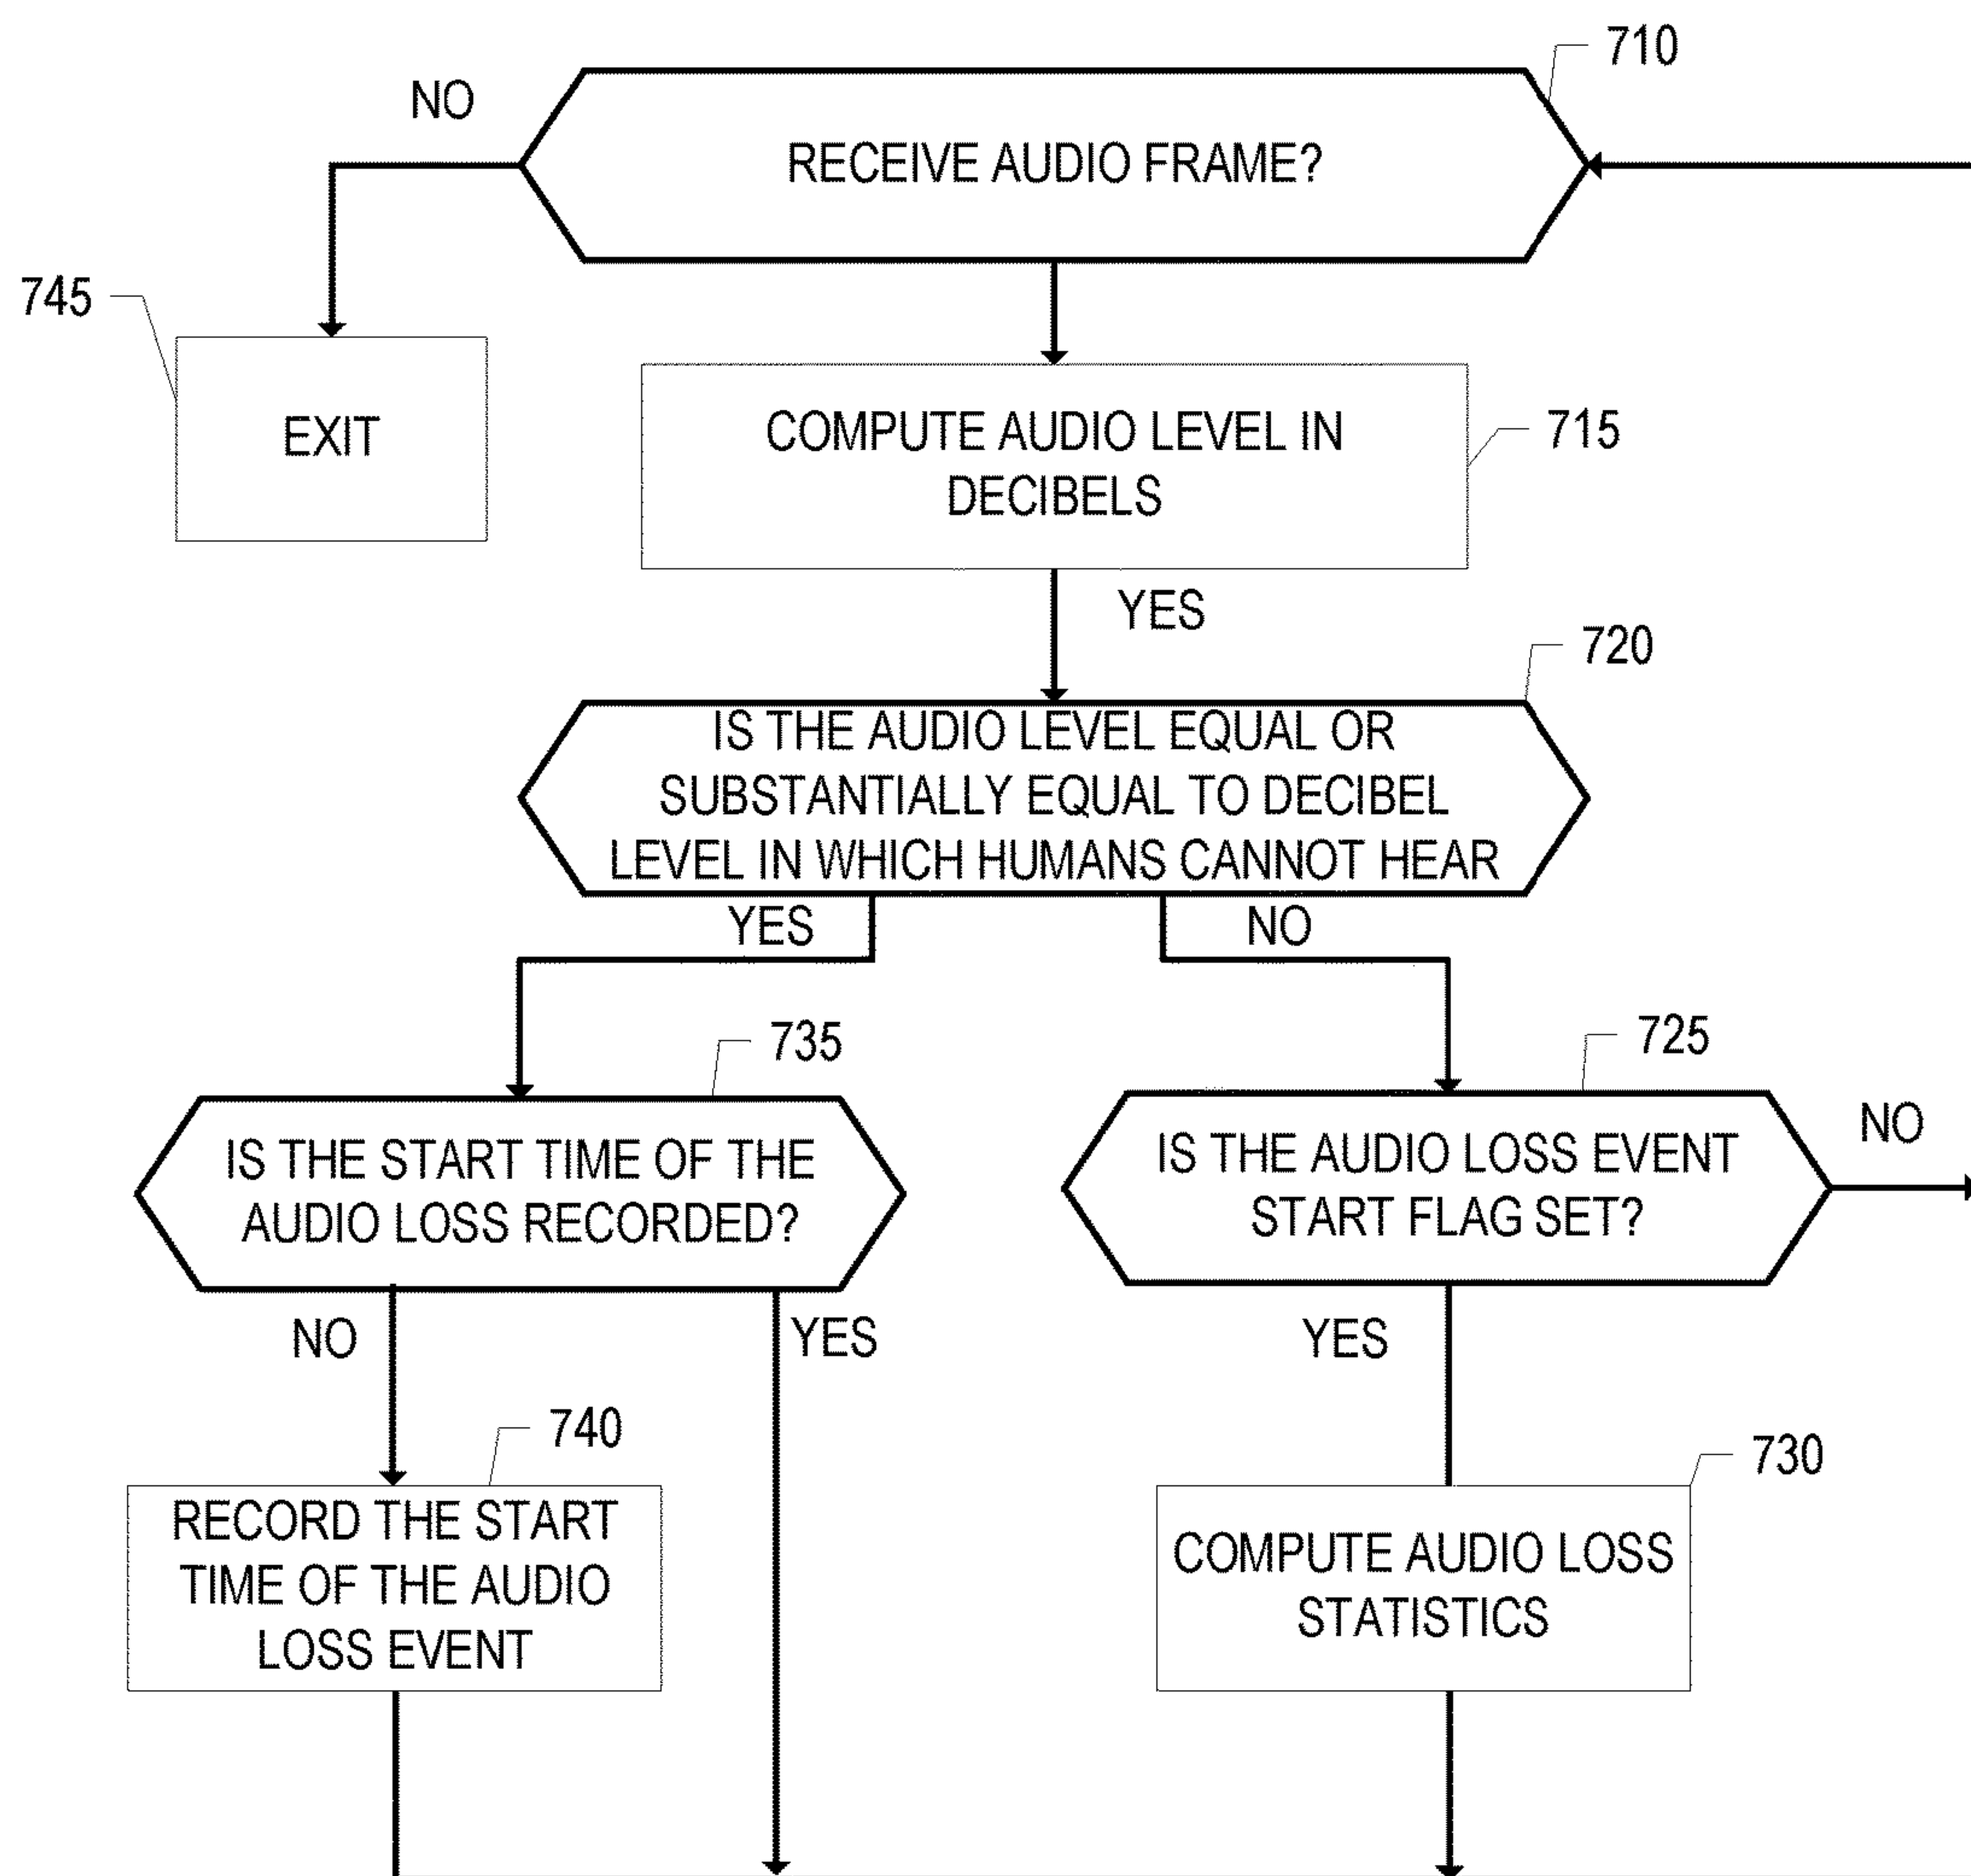 710
NO
RECEIVE AUDIO FRAME?
745
EXIT
COMPUTE AUDIO LEVEL IN
DECIBELS
715
YES
720
IS THE AUDIO LEVEL EQUAL OR
SUBSTANTIALLY EQUAL TO DECIBEL
LEVEL IN WHICH HUMANS CANNOT HEAR
YES
NO
735
725
IS THE START TIME OF THE
AUDIO LOSS RECORDED?
IS THE AUDIO LOSS EVENT
START FLAG SET?
NO
NO
YES
YES
740
730
RECORD THE START
TIME OF THE AUDIO
LOSS EVENT
COMPUTE AUDIO LOSS
STATISTICS